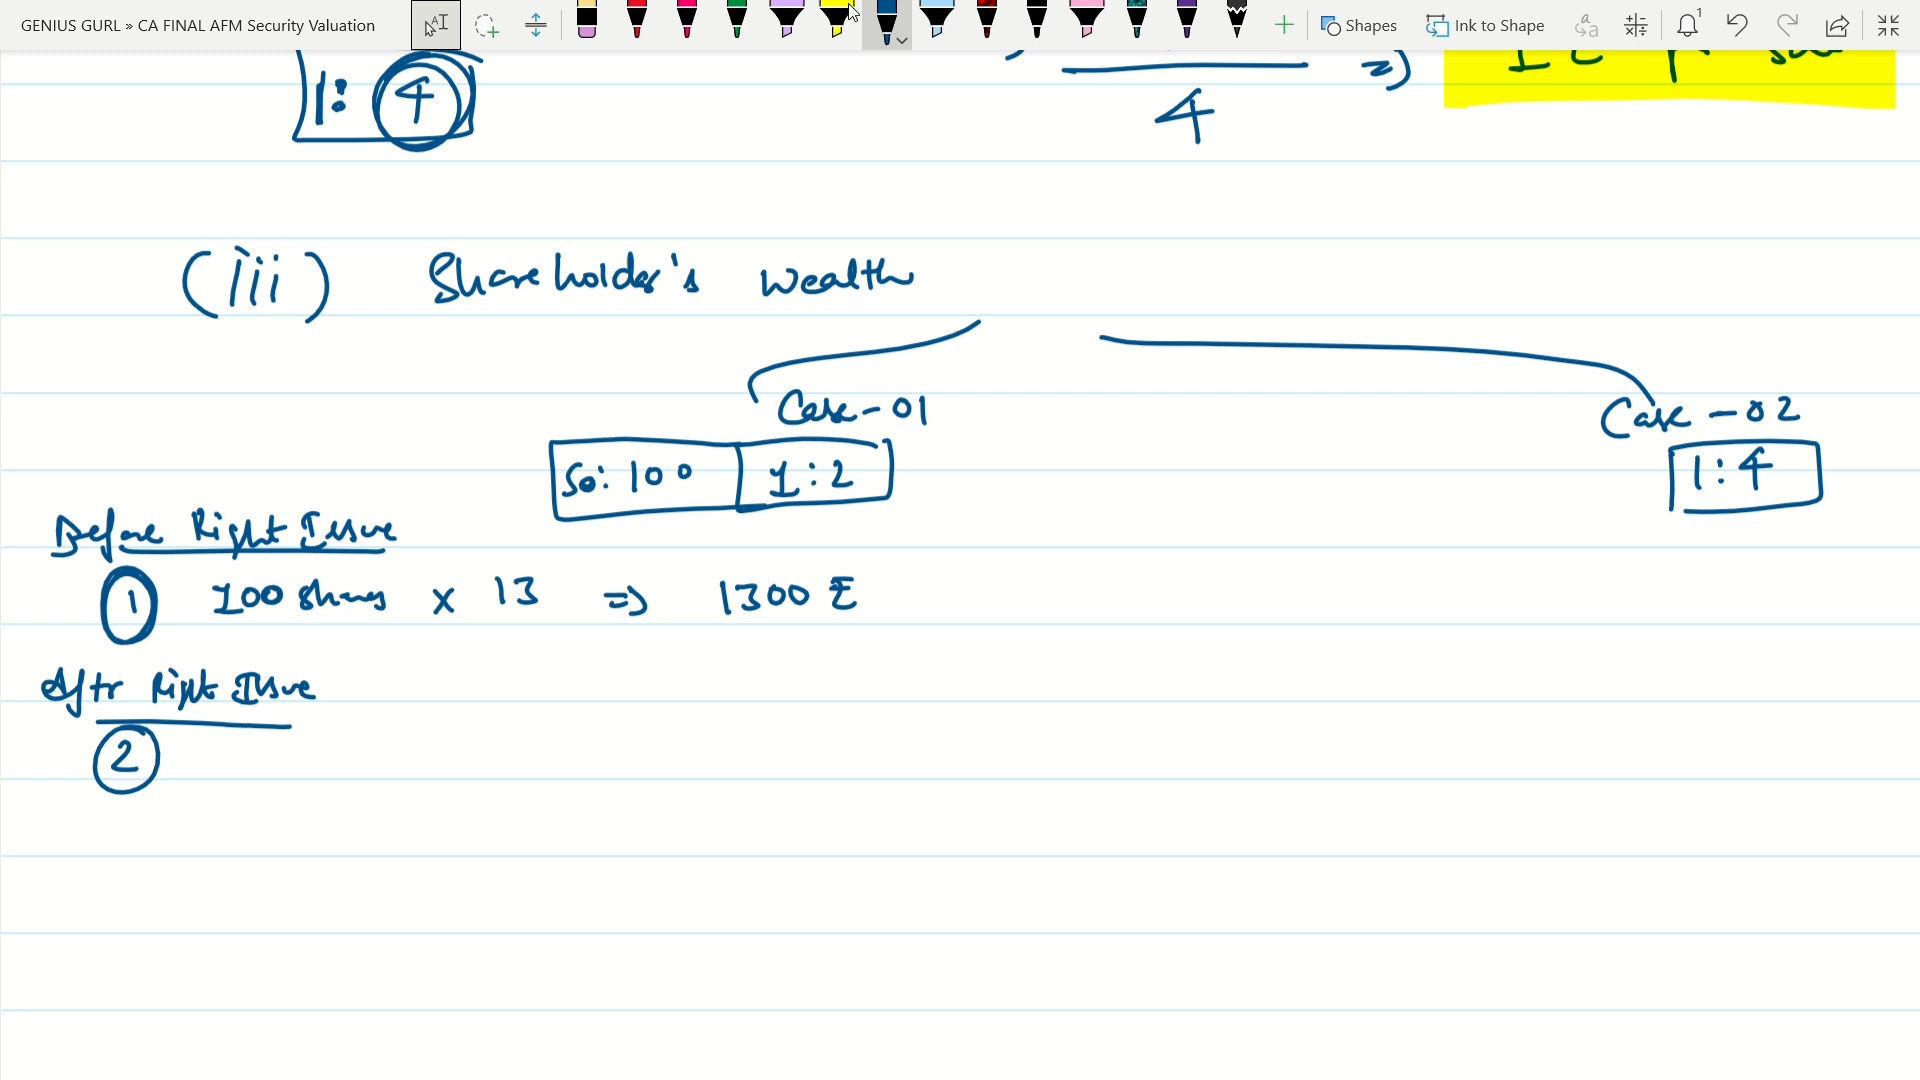 GENIUS GURL » CA FINAL AFM Security Valuation
Shapes
Ink to Shape
1
1:4
4
=>
(iii) Shareholder's wealth
Case-01
Case-02
So: 100 1:2
1:4
Before Right Issue
1 100 shares x 13 => 1300 ₹
After Right Issue
2